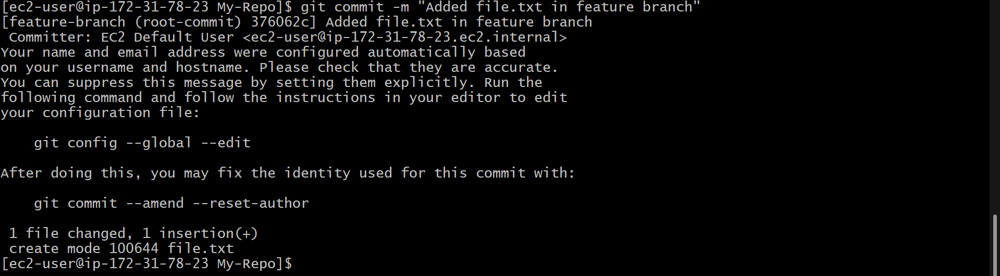 [ec2-user@ip-172-31-78-23 My-Repo]$ git commit -m "Added file.txt in feature branch"
[feature-branch (root-commit) 376062c] Added file.txt in feature branch
 Committer: EC2 Default User <ec2-user@ip-172-31-78-23.ec2.internal>
Your name and email address were configured automatically based
on your username and hostname. Please check that they are accurate.
You can suppress this message by setting them explicitly. Run the
following command and follow the instructions in your editor to edit
your configuration file:

    git config --global --edit

After doing this, you may fix the identity used for this commit with:

    git commit --amend --reset-author

 1 file changed, 1 insertion(+)
 create mode 100644 file.txt
[ec2-user@ip-172-31-78-23 My-Repo]$